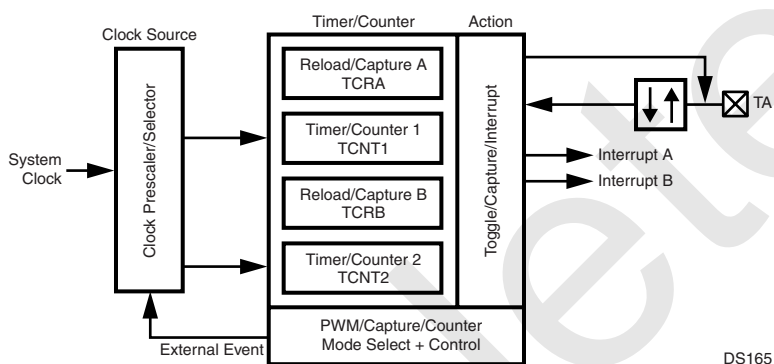 Timer/Counter
Action
Clock Source
Reload/Capture A
TCRA
Timer/Counter 1
TCNT1
Reload/Capture B
TCRB
Timer/Counter 2
TCNT2
System
Clock
Clock Prescaler/Selector
Toggle/Capture/Interrupt
TA
Interrupt A
Interrupt B
PWM/Capture/Counter
Mode Select + Control
External Event
DS165